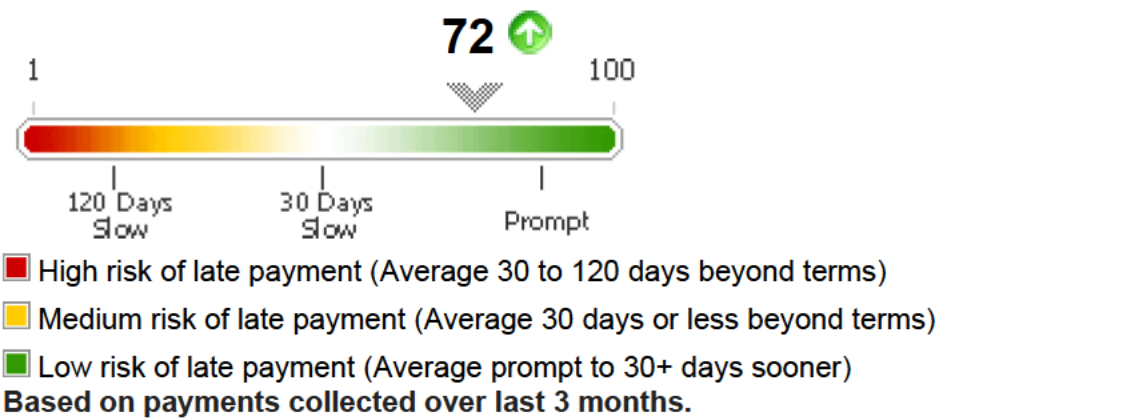 72
1 100
120 Days Slow
30 Days Slow
Prompt
High risk of late payment (Average 30 to 120 days beyond terms)
Medium risk of late payment (Average 30 days or less beyond terms)
Low risk of late payment (Average prompt to 30+ days sooner)
Based on payments collected over last 3 months.